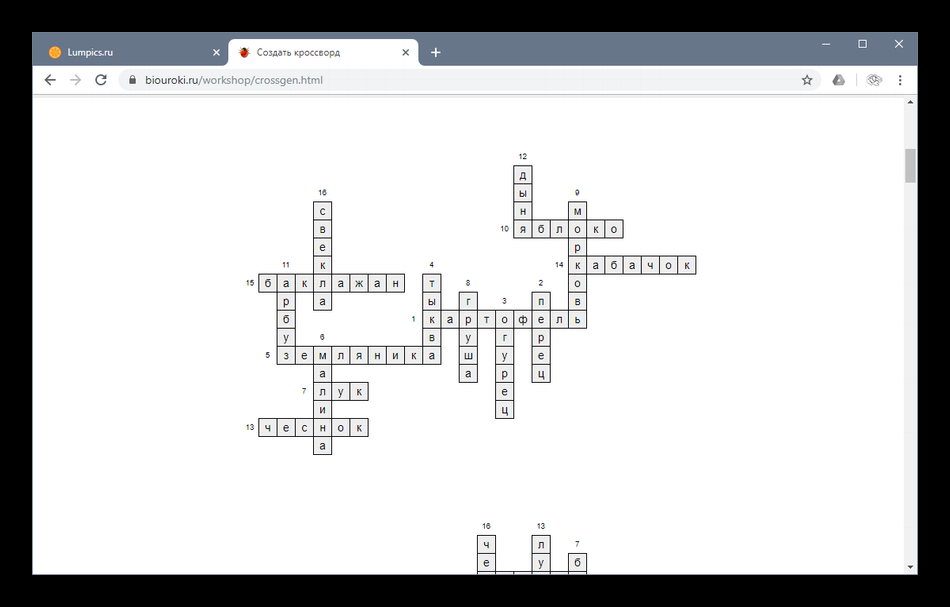 Lumpics.ru
Создать кроссворд
biouroki.ru/workshop/crossgen.html
12
дыня
16
свекла
9
морковь
10 яблоко
11
арбуз
4
тыква
14 кабачок
15 баклажан
8
груша
2
перец
3
огурец
1 картофель
6
малина
5 земляника
7 лук
13 чеснок
16
че
13
лу
7
б